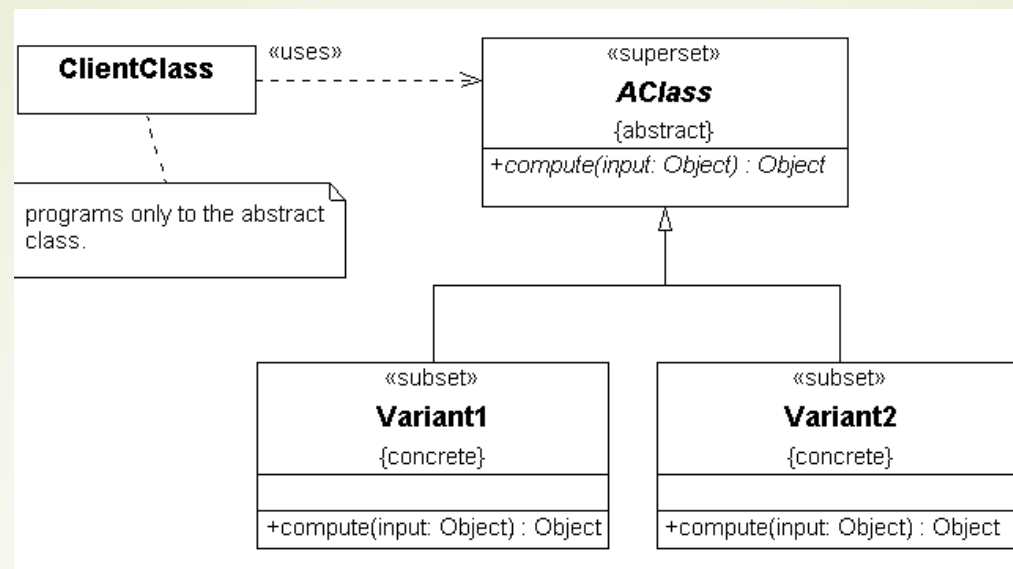 ClientClass
«uses»
«superset»
AClass
{abstract}
+compute(input: Object) : Object
programs only to the abstract
class.
«subset»
Variant1
{concrete}
+compute(input: Object) : Object
«subset»
Variant2
{concrete}
+compute(input: Object) : Object